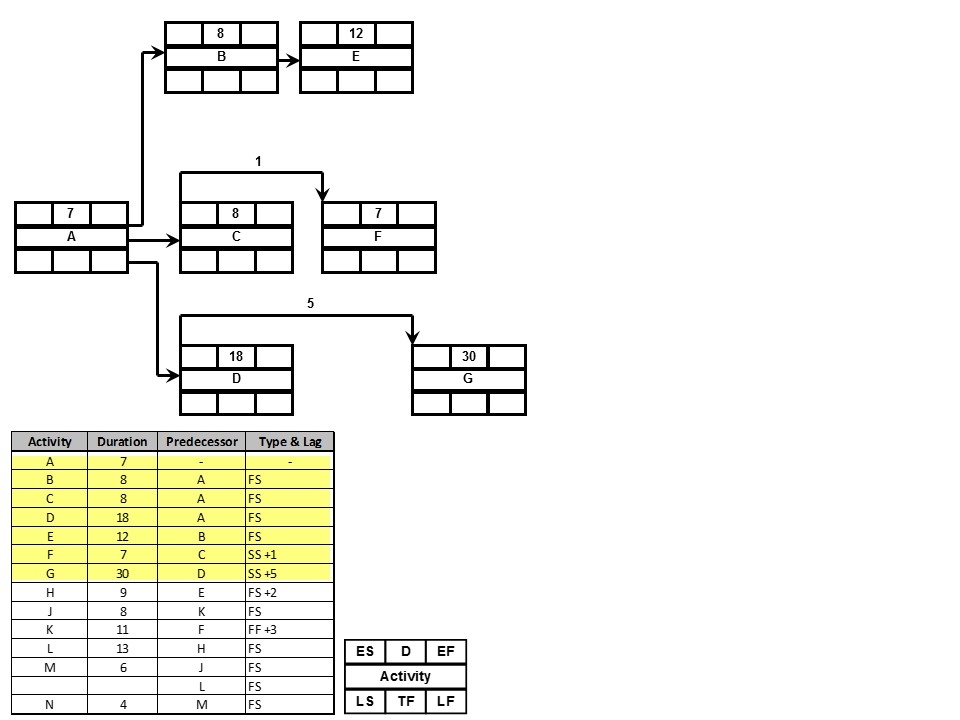 8 12
B E
1
7 8 7
A C F
5
18 30
D G
Activity Duration Predecessor Type & Lag
A 7 - -
B 8 A FS
C 8 A FS
D 18 A FS
E 12 B FS
F 7 C SS +1
G 30 D SS +5
H 9 E FS +2
J 8 K FS
K 11 F FF +3
L 13 H FS
M 6 J FS
L FS
N 4 M FS
ES D EF
Activity
LS TF LF